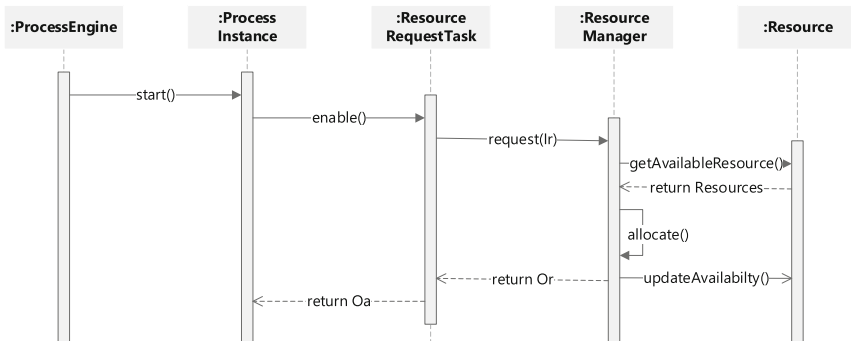 :ProcessEngine
:Process
Instance
:Resource
RequestTask
:Resource
Manager
:Resource
start()
enable()
request(Ir)
getAvailableResource()
return Resources
allocate()
updateAvailabilty()
return Or
return Oa